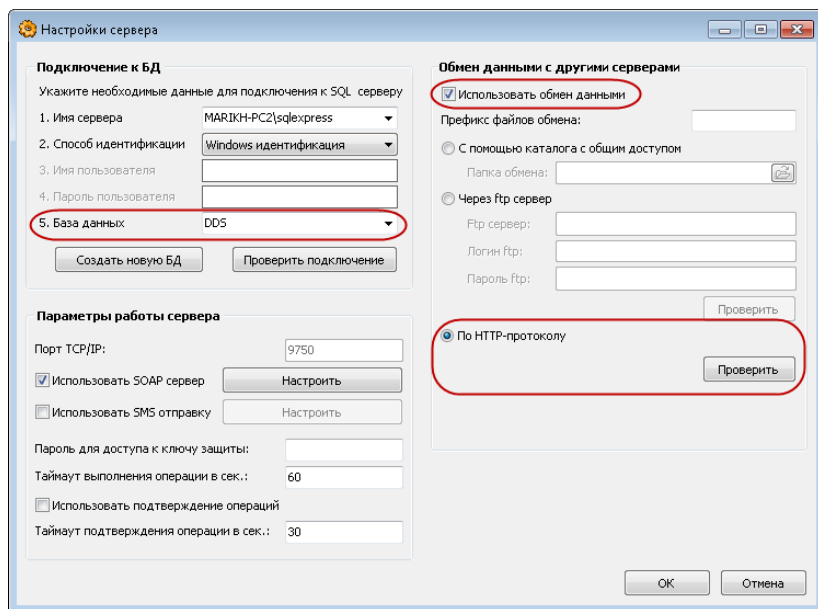 Настройки сервера
Подключение к БД
Укажите необходимые данные для подключения к SQL серверу
1. Имя сервера MARIKH-PC2\sqlexpress
2. Способ идентификации Windows идентификация
3. Имя пользователя
4. Пароль пользователя
5. База данных DDS
Создать новую БД Проверить подключение
Параметры работы сервера
Порт TCP/IP: 9750
Использовать SOAP сервер Настроить
Использовать SMS отправку Настроить
Пароль для доступа к ключу защиты:
Таймаут выполнения операции в сек.: 60
Использовать подтверждение операций
Таймаут подтверждения операции в сек.: 30
Обмен данными с другими серверами
Использовать обмен данными
Префикс файлов обмена:
С помощью каталога с общим доступом
Папка обмена:
Через ftp сервер
Ftp сервер:
Логин ftp:
Пароль ftp:
Проверить
По HTTP-протоколу
Проверить
OK Отмена